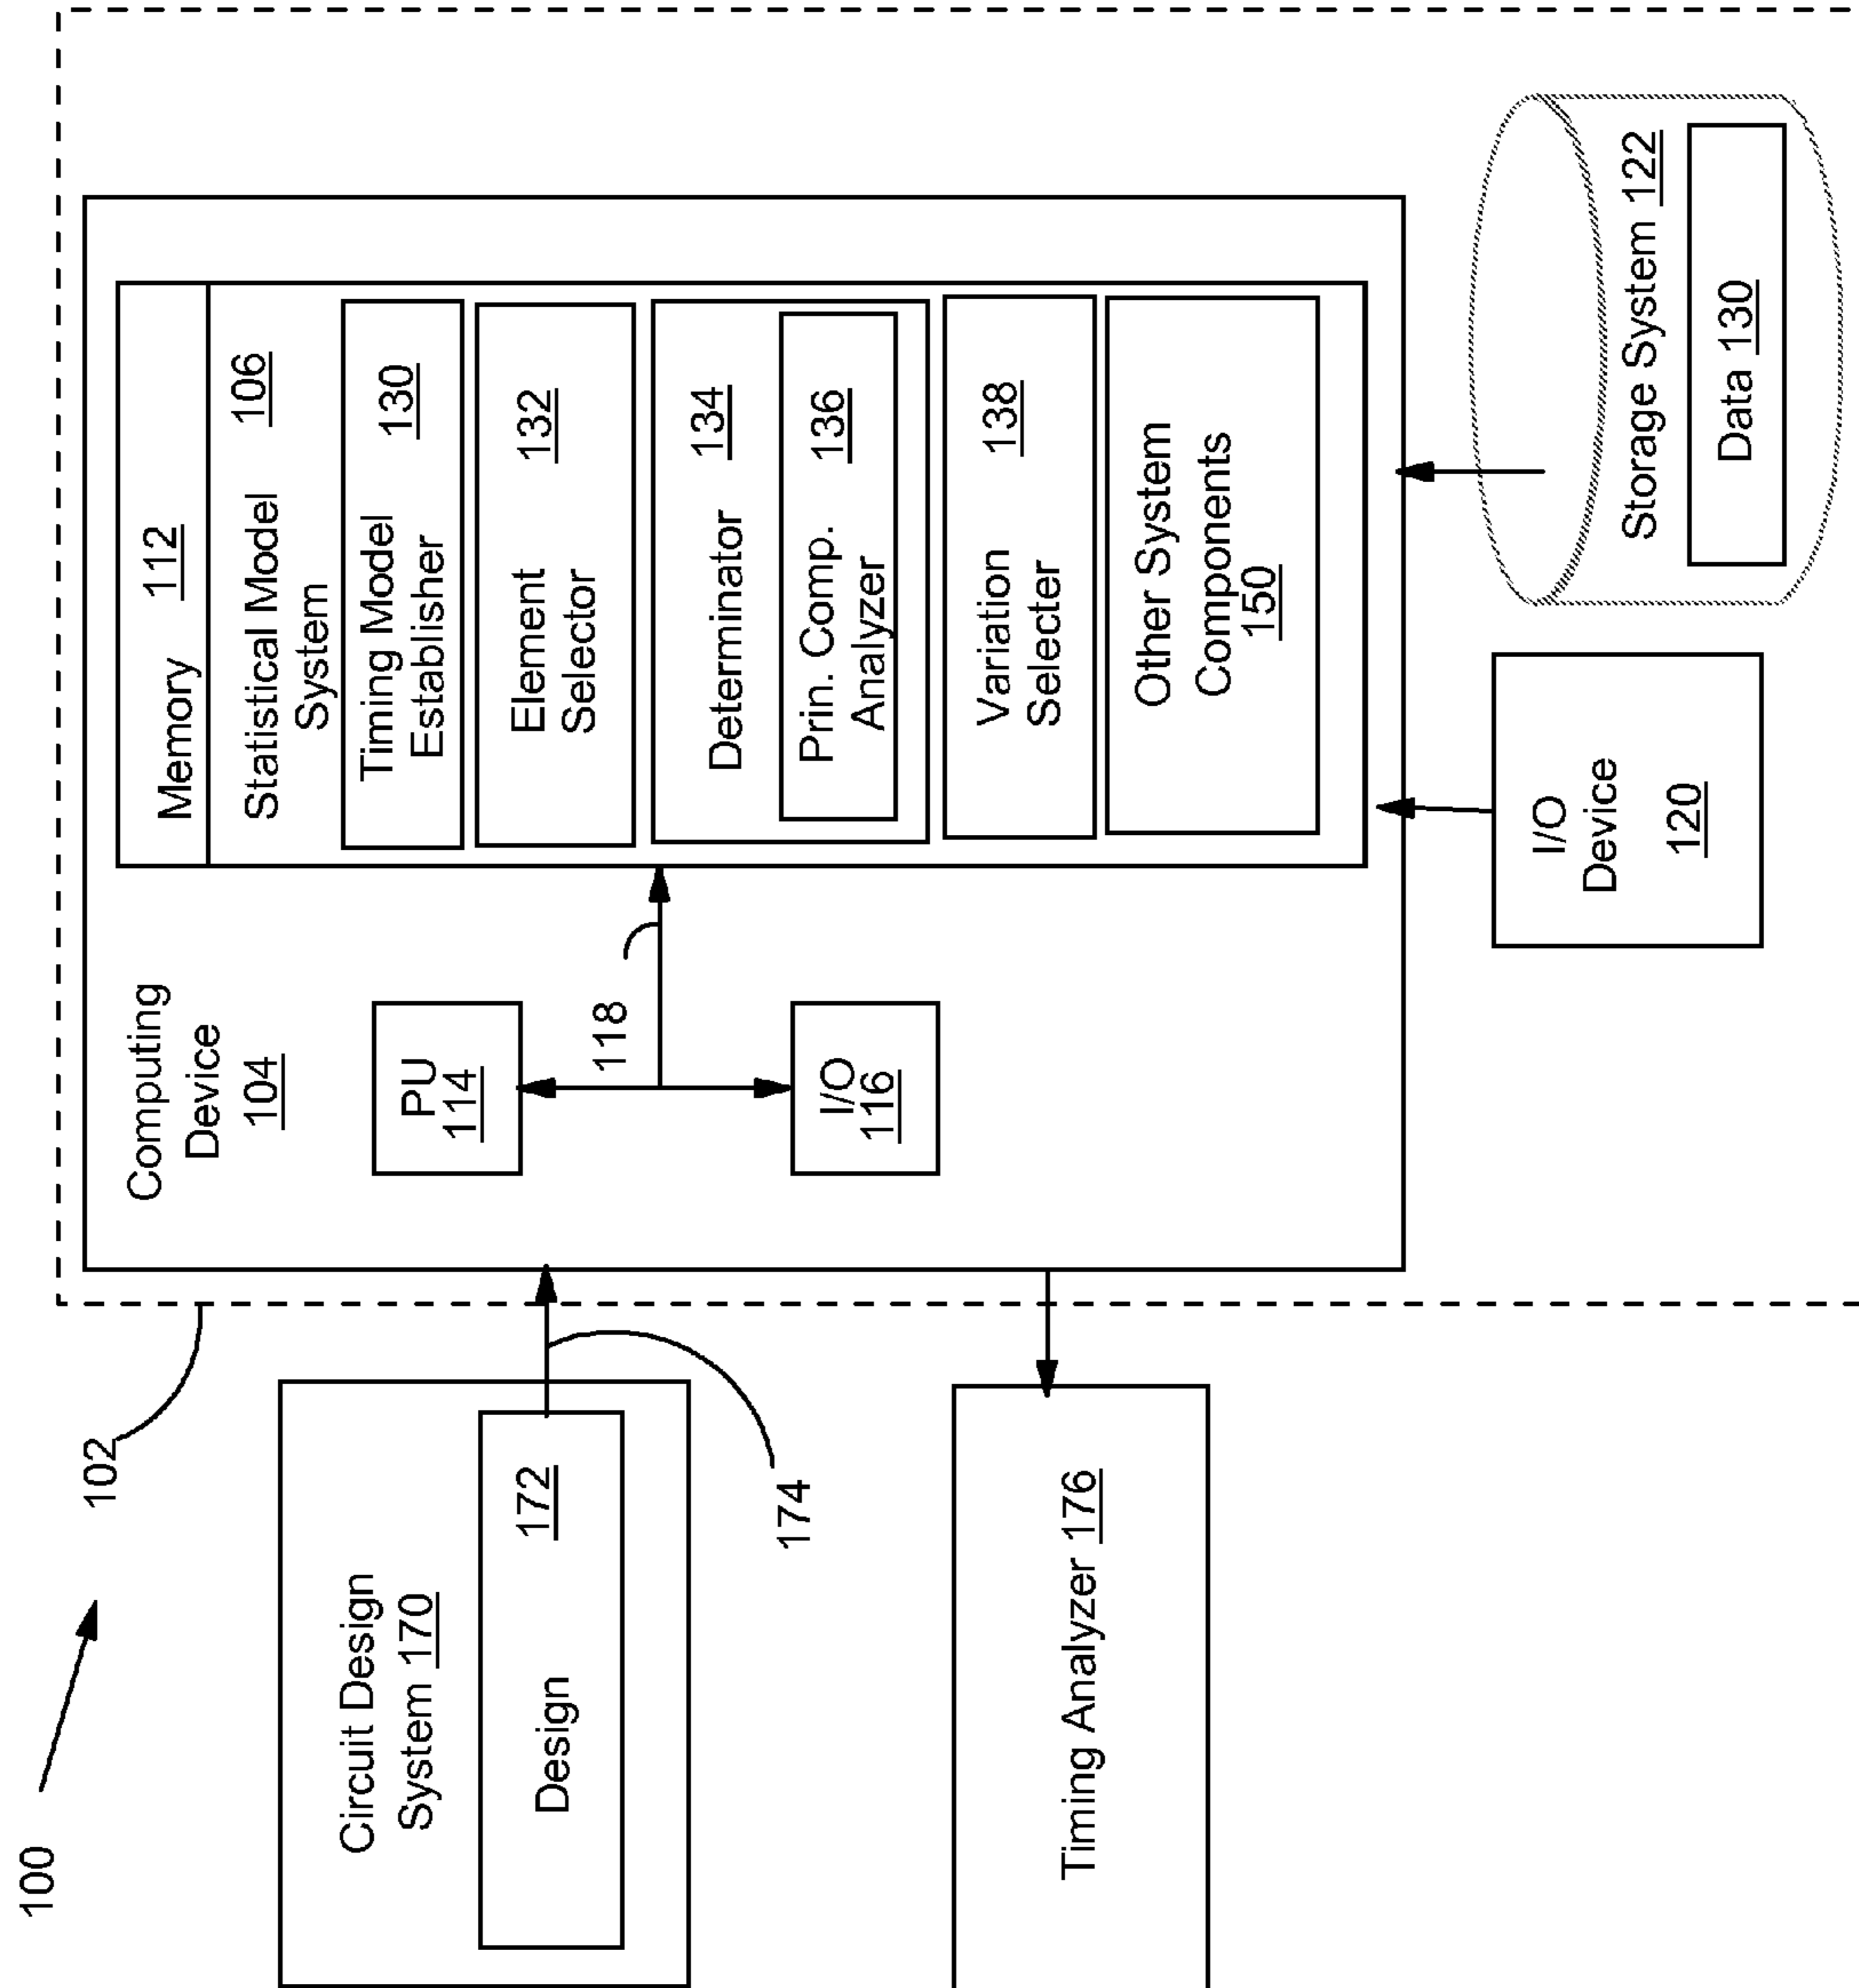 100
102
Computing
Device
104
Memory 112
Statistical Model 106
System
Timing Model 130
Establisher
Element 132
Selector
Determinator 134
Prin. Comp. 136
Analyzer
Variation 138
Selecter
Other System
Components
150
PU
114
118
I/O
116
Circuit Design
System 170
Design 172
174
Timing Analyzer 176
I/O
Device
120
Storage System 122
Data 130